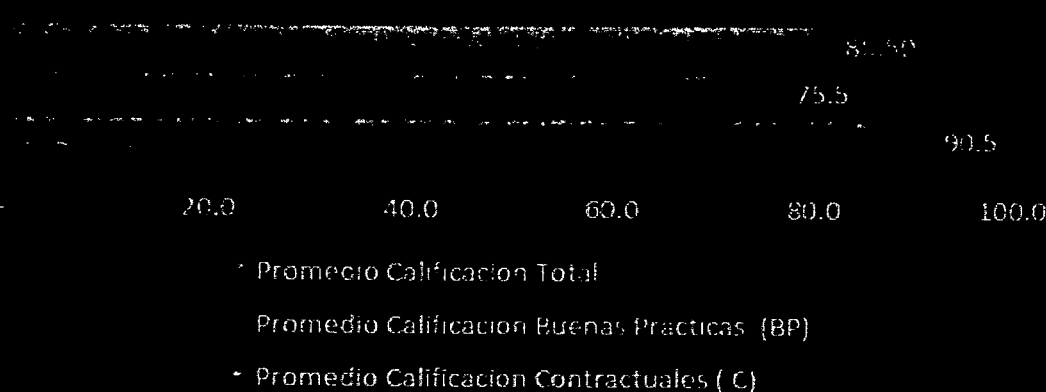 75.5
90.5
20.0 40.0 60.0 80.0 100.0
Promedio Calificacion Total
Promedio Calificacion Buenas Practicas (BP)
Promedio Calificacion Contractuales ( C)